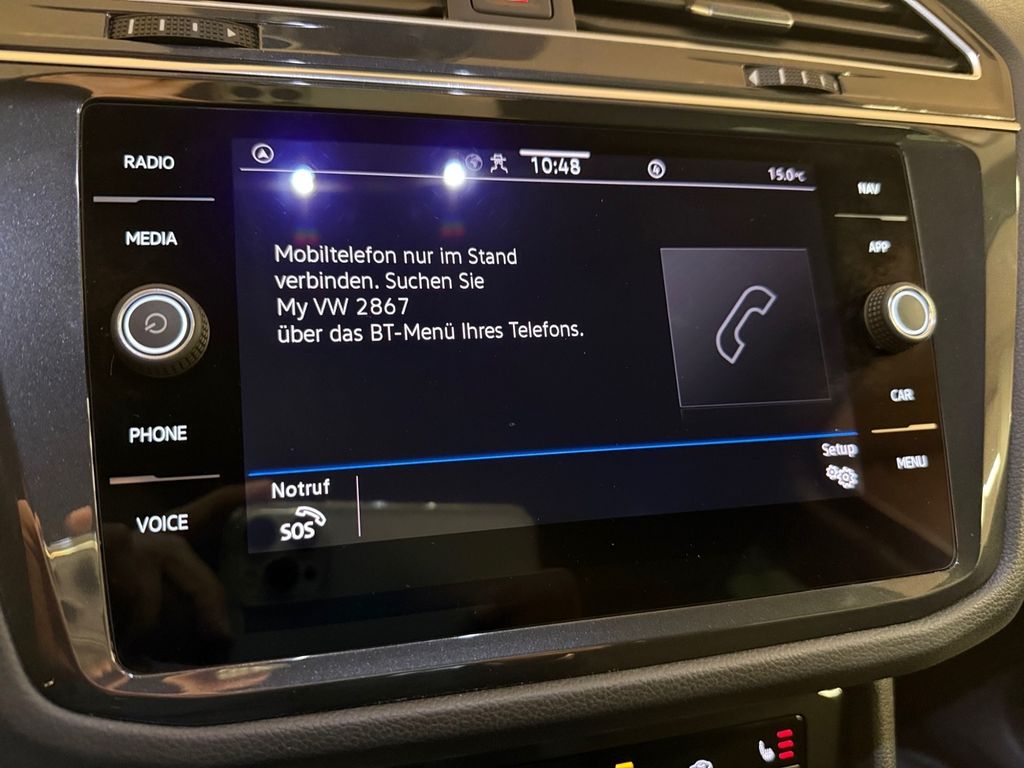 RADIO
MEDIA
PHONE
VOICE
10:48
15.0°C
Mobiltelefon nur im Stand
verbinden. Suchen Sie
My VW 2867
über das BT-Menü Ihres Telefons.
Notruf
SOS
Setup
NAV
APP
CAR
MENU